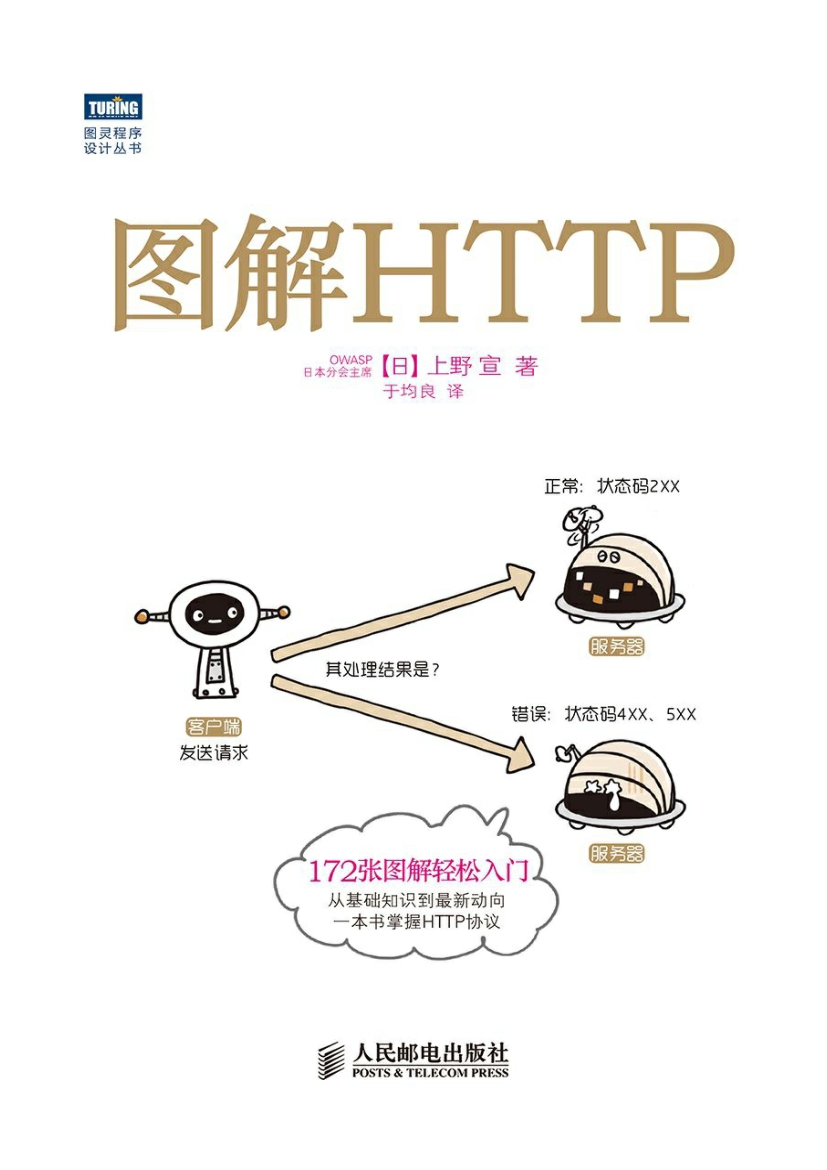 TURING
图灵程序
设计丛书
图解HTTP
OWASP
日本分会主席
【日】上野 宣 著
于均良 译
正常：状态码2XX
服务器
其处理结果是？
错误：状态码4XX、5XX
客户端
发送请求
服务器
172张图解轻松入门
从基础知识到最新动向
一本书掌握HTTP协议
人民邮电出版社
POSTS & TELECOM PRESS